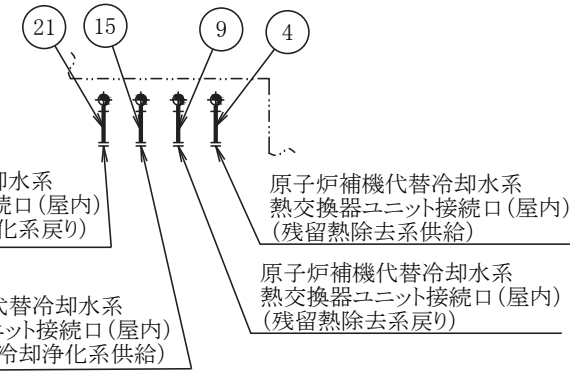 21
15
9
4
原子炉補機代替冷却水系
熱交換器ユニット接続口(屋内)
(残留熱除去系供給)
原子炉補機代替冷却水系
熱交換器ユニット接続口(屋内)
(残留熱除去系戻り)
却水系
続口(屋内)
化系戻り)
代替冷却水系
ニット接続口(屋内)
冷却浄化系供給)